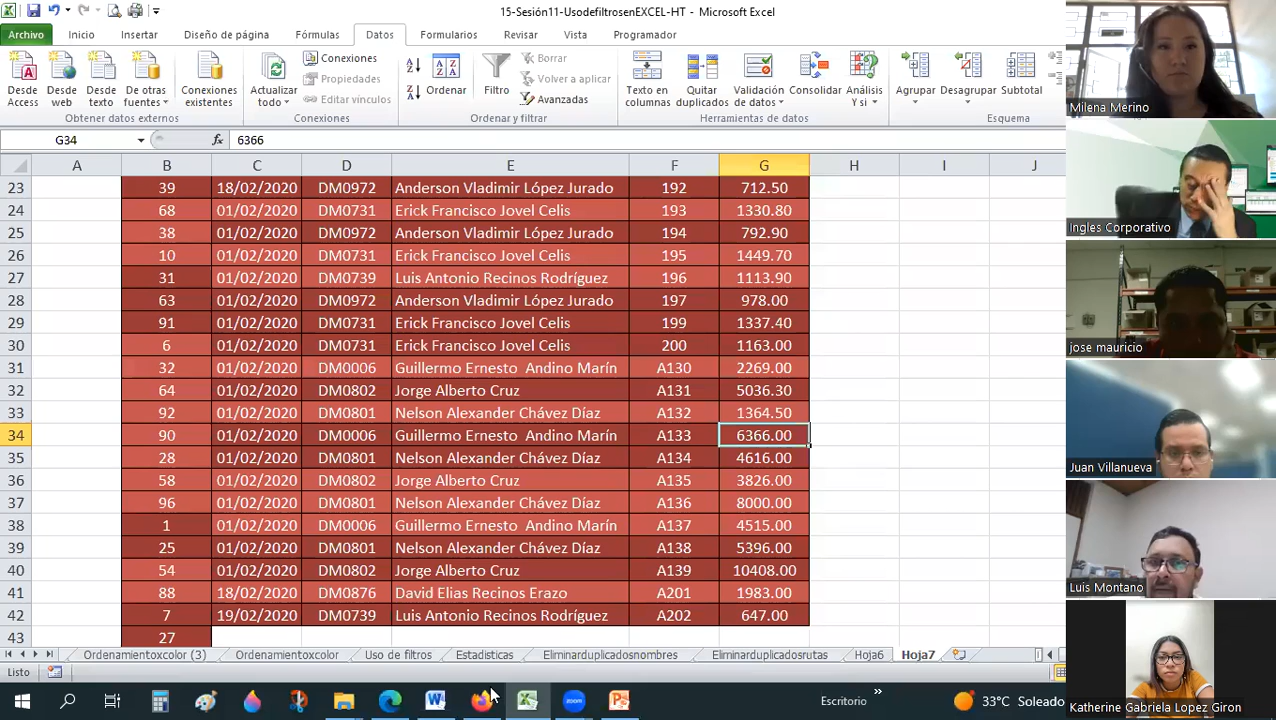 15-Sesión11-UsodefiltrosenEXCEL-HT - Microsoft Excel
Archivo Inicio Insertar Diseño de página Fórmulas Datos Revisar Vista Programador
Desde Access
Desde web
Desde texto
De otras fuentes
Conexiones existentes
Obtener datos externos
Actualizar todo
Conexiones
Propiedades
Editar vínculos
Conexiones
Ordenar
Filtro
Borrar
Volver a aplicar
Avanzadas
Ordenar y filtrar
Texto en columnas
Quitar duplicados
Validación de datos
Consolidar
Análisis Y si
Herramientas de datos
Agrupar
Desagrupar
Subtotal
Esquema
G34 fx 6366
A B C D E F G H I J
23 39 18/02/2020 DM0972 Anderson Vladimir López Jurado 192 712.50
24 68 01/02/2020 DM0731 Erick Francisco Jovel Celis 193 1330.80
25 38 01/02/2020 DM0972 Anderson Vladimir López Jurado 194 792.90
26 10 01/02/2020 DM0731 Erick Francisco Jovel Celis 195 1449.70
27 31 01/02/2020 DM0739 Luis Antonio Recinos Rodríguez 196 1113.90
28 63 01/02/2020 DM0972 Anderson Vladimir López Jurado 197 978.00
29 91 01/02/2020 DM0731 Erick Francisco Jovel Celis 199 1337.40
30 6 01/02/2020 DM0731 Erick Francisco Jovel Celis 200 1163.00
31 32 01/02/2020 DM0006 Guillermo Ernesto Andino Marín A130 2269.00
32 64 01/02/2020 DM0802 Jorge Alberto Cruz A131 5036.30
33 92 01/02/2020 DM0801 Nelson Alexander Chávez Díaz A132 1364.50
34 90 01/02/2020 DM0006 Guillermo Ernesto Andino Marín A133 6366.00
35 28 01/02/2020 DM0801 Nelson Alexander Chávez Díaz A134 4616.00
36 58 01/02/2020 DM0802 Jorge Alberto Cruz A135 3826.00
37 96 01/02/2020 DM0801 Nelson Alexander Chávez Díaz A136 8000.00
38 1 01/02/2020 DM0006 Guillermo Ernesto Andino Marín A137 4515.00
39 25 01/02/2020 DM0801 Nelson Alexander Chávez Díaz A138 5396.00
40 54 01/02/2020 DM0802 Jorge Alberto Cruz A139 10408.00
41 88 18/02/2020 DM0876 David Elias Recinos Erazo A201 1983.00
42 7 19/02/2020 DM0739 Luis Antonio Recinos Rodríguez A202 647.00
43 27
Ordenamientoxcolor (3) Ordenamientoxcolor Uso de filtros Estadísticas Eliminarduplicadosnombres Eliminarduplicadosrutas Hoja6 Hoja7
Listo
Escritorio » 33°C Soleado
Milena Merino
Ingles Corporativo
jose mauricio
Juan Villanueva
Luis Montano
Katherine Gabriela Lopez Giron